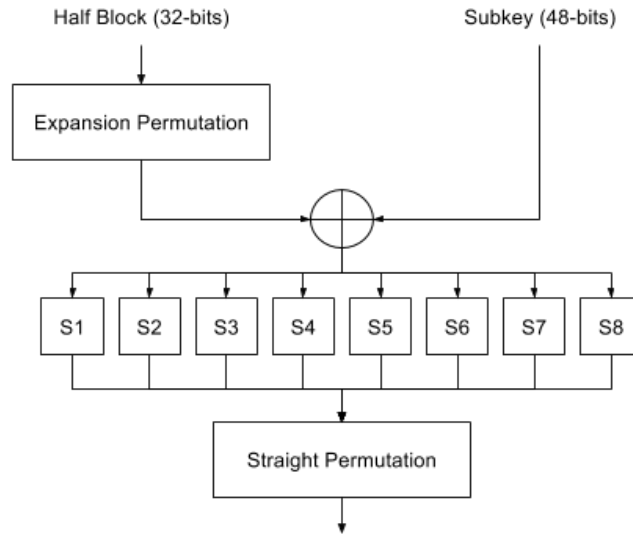 Half Block (32-bits)
Subkey (48-bits)
Expansion Permutation
S1
S2
S3
S4
S5
S6
S7
S8
Straight Permutation